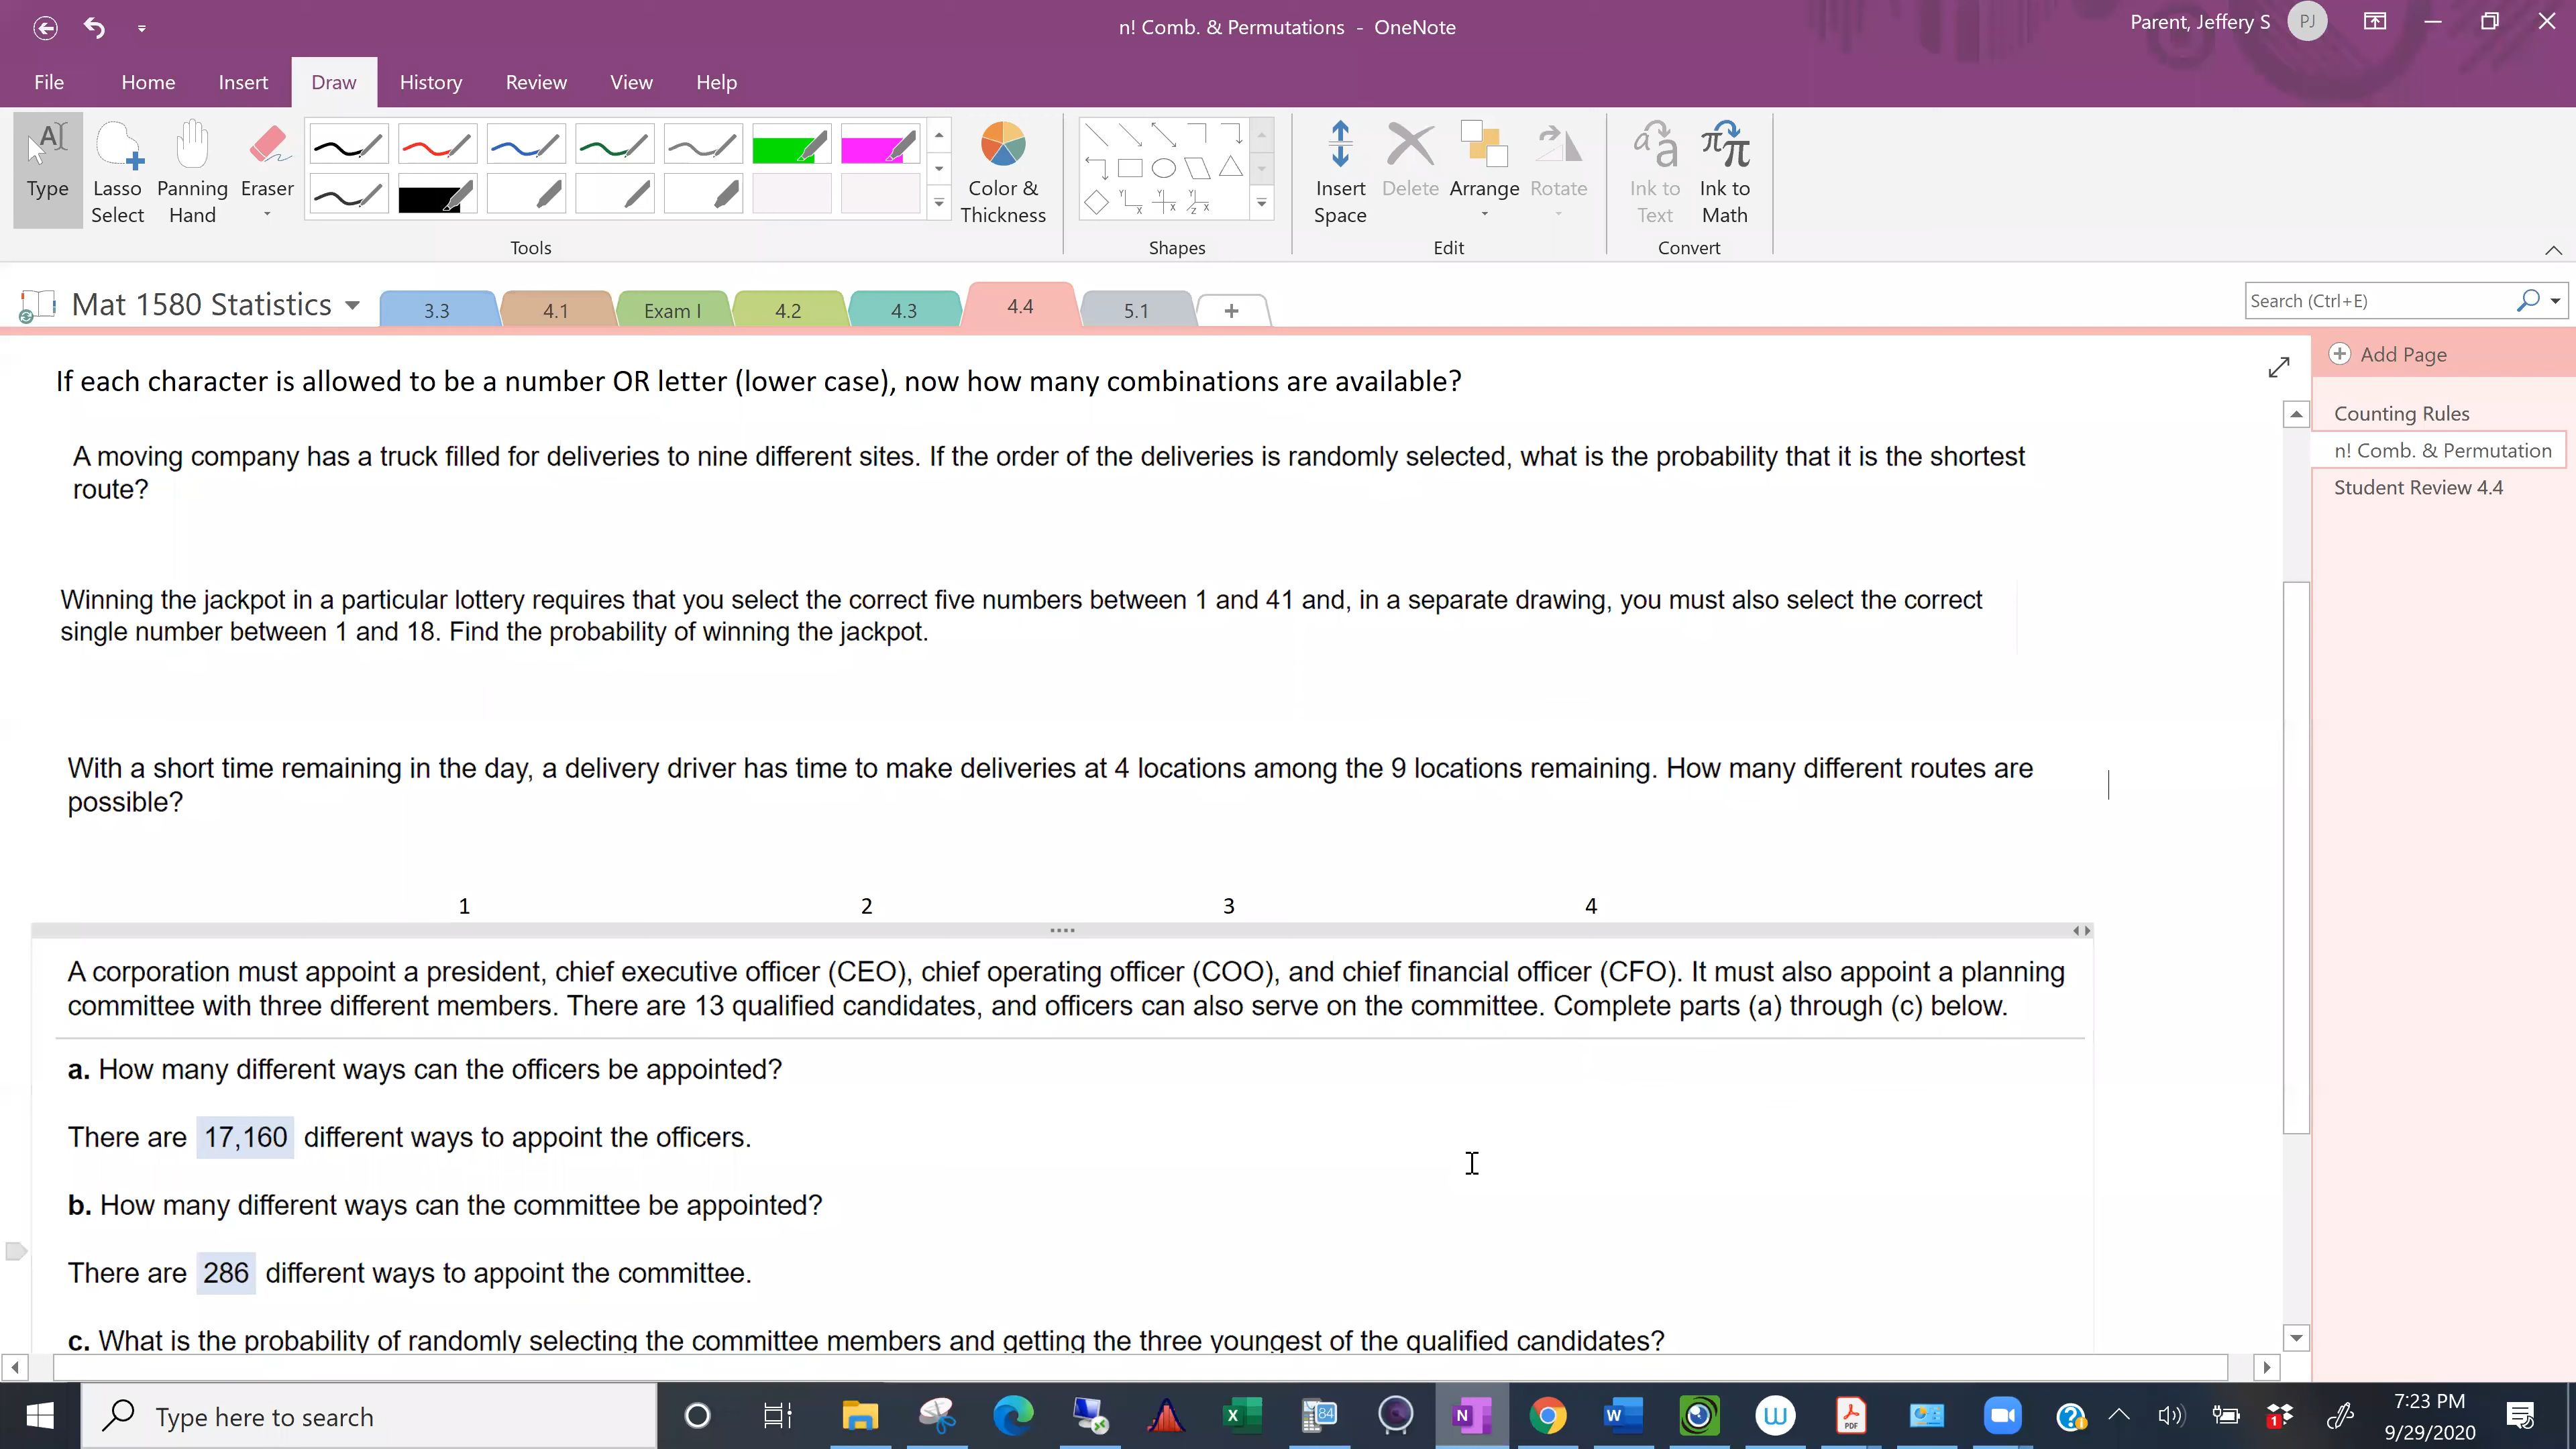 n! Comb. & Permutations - OneNote
Parent, Jeffery S PJ
File Home Insert Draw History Review View Help
Type
Lasso Select
Panning Hand
Eraser
Color & Thickness
Insert Space
Delete
Arrange
Rotate
Ink to Text
Ink to Math
Tools Shapes Edit Convert
Mat 1580 Statistics 3.3 4.1 Exam I 4.2 4.3 4.4 5.1 +
Search (Ctrl+E)
Add Page
Counting Rules
n! Comb. & Permutation
Student Review 4.4
If each character is allowed to be a number OR letter (lower case), now how many combinations are available?
A moving company has a truck filled for deliveries to nine different sites. If the order of the deliveries is randomly selected, what is the probability that it is the shortest
route?
Winning the jackpot in a particular lottery requires that you select the correct five numbers between 1 and 41 and, in a separate drawing, you must also select the correct
single number between 1 and 18. Find the probability of winning the jackpot.
With a short time remaining in the day, a delivery driver has time to make deliveries at 4 locations among the 9 locations remaining. How many different routes are
possible?
1 2 3 4
A corporation must appoint a president, chief executive officer (CEO), chief operating officer (COO), and chief financial officer (CFO). It must also appoint a planning
committee with three different members. There are 13 qualified candidates, and officers can also serve on the committee. Complete parts (a) through (c) below.
a. How many different ways can the officers be appointed?
There are 17,160 different ways to appoint the officers.
b. How many different ways can the committee be appointed?
There are 286 different ways to appoint the committee.
c. What is the probability of randomly selecting the committee members and getting the three youngest of the qualified candidates?
Type here to search
7:23 PM
9/29/2020